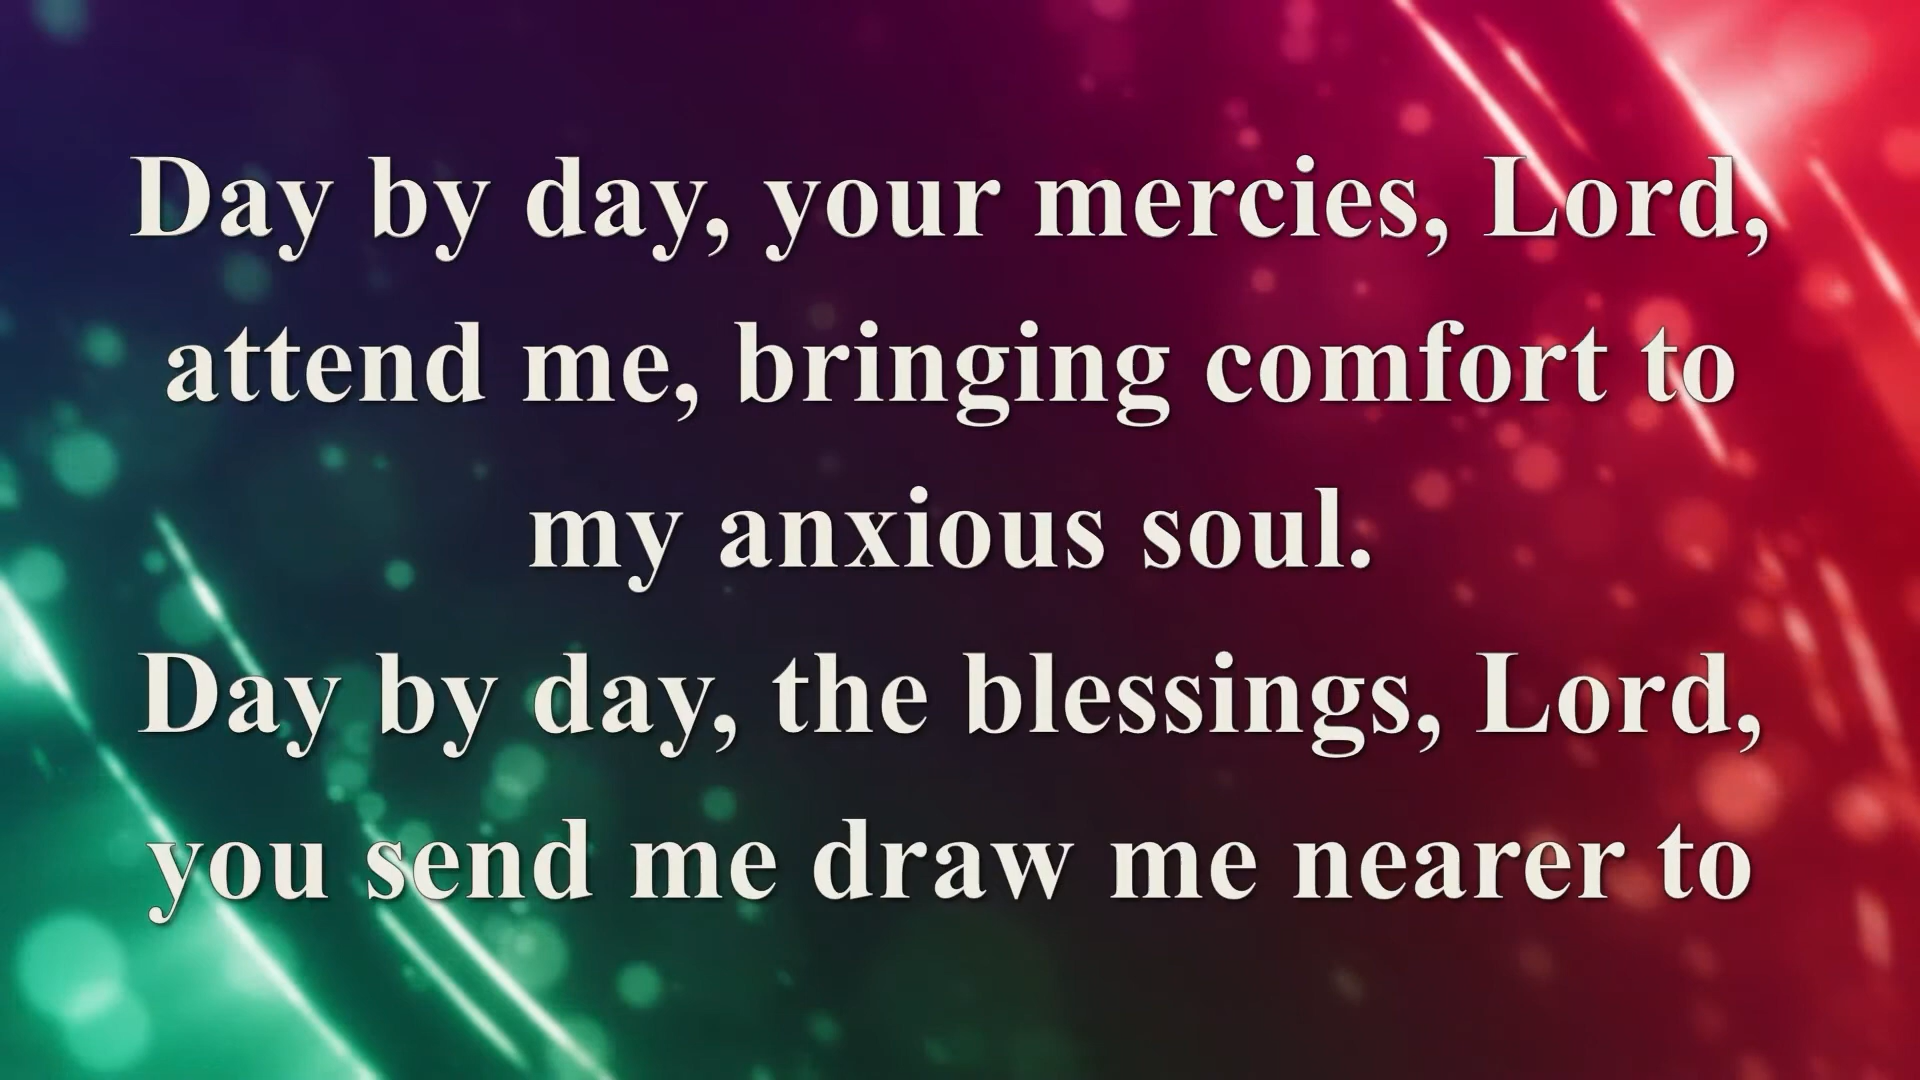 Day by day, your mercies, Lord,
attend me, bringing comfort to
my anxious soul.
Day by day, the blessings, Lord,
you send me draw me nearer to